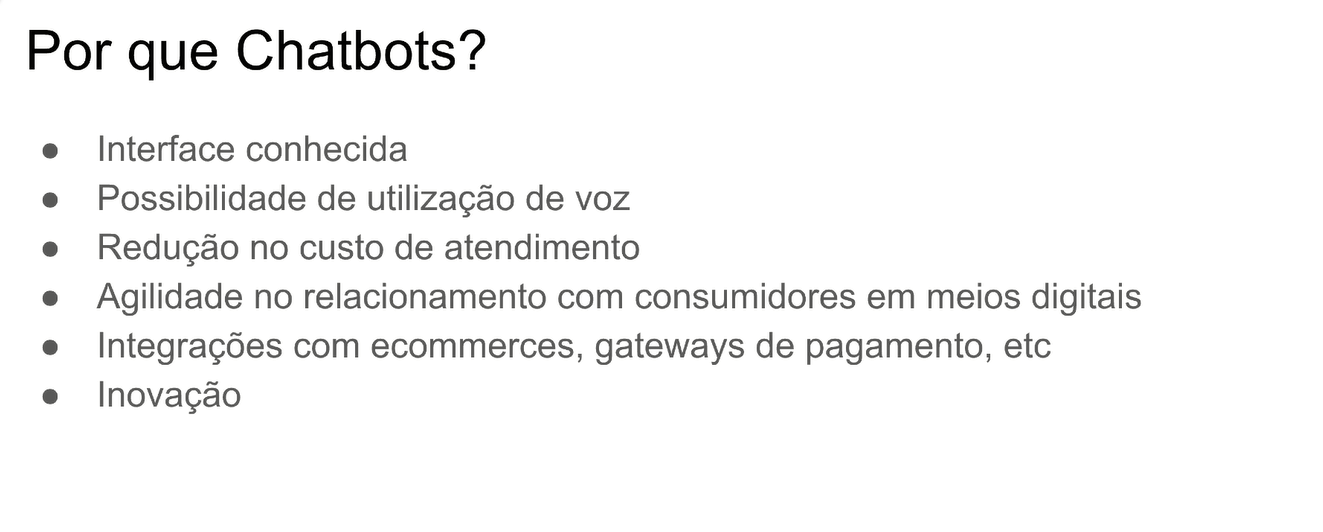 Por que Chatbots?
● Interface conhecida
● Possibilidade de utilização de voz
● Redução no custo de atendimento
● Agilidade no relacionamento com consumidores em meios digitais
● Integrações com ecommerces, gateways de pagamento, etc
● Inovação